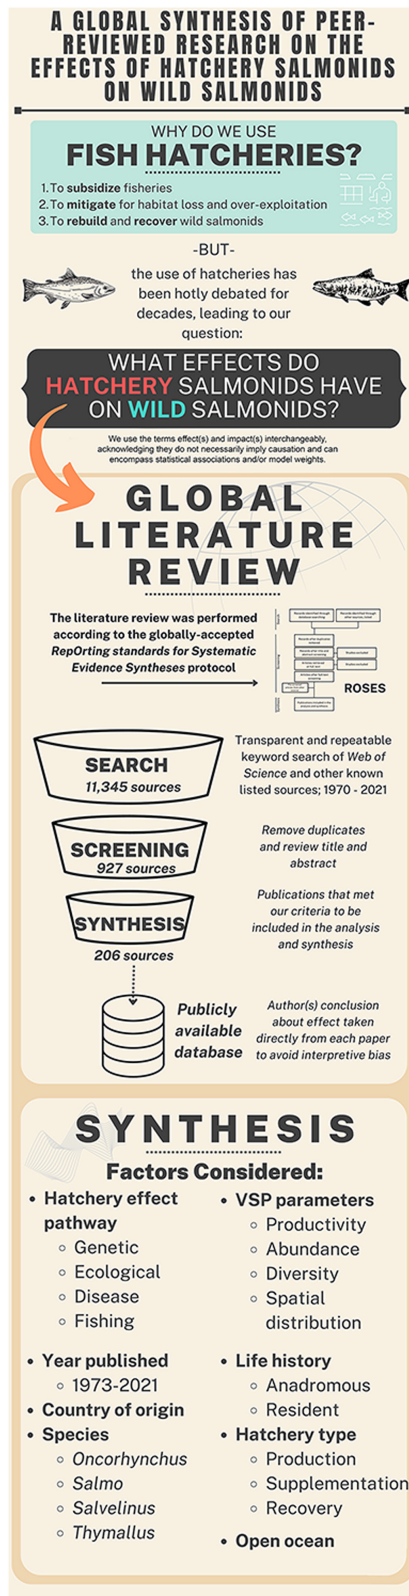 A GLOBAL SYNTHESIS OF PEER-
REVIEWED RESEARCH ON THE
EFFECTS OF HATCHERY SALMONIDS
ON WILD SALMONIDS
WHY DO WE USE
FISH HATCHERIES?
1. To subsidize fisheries
2. To mitigate for habitat loss and over-exploitation
3. To rebuild and recover wild salmonids
-BUT-
the use of hatcheries has
been hotly debated for
decades, leading to our
question:
WHAT EFFECTS DO
HATCHERY SALMONIDS HAVE
ON WILD SALMONIDS?
We use the terms effect(s) and impact(s) interchangeably,
acknowledging they do not necessarily imply causation and can
encompass statistical associations and/or model weights.
GLOBAL
LITERATURE
REVIEW
The literature review was performed
according to the globally-accepted
RepOrting standards for Systematic
Evidence Syntheses protocol
ROSES
SEARCH
11,345 sources
Transparent and repeatable
keyword search of Web of
Science and other known
listed sources; 1970 - 2021
SCREENING
927 sources
Remove duplicates
and review title and
abstract
SYNTHESIS
206 sources
Publications that met
our criteria to be
included in the analysis
and synthesis
Publicly
available
database
Author(s) conclusion
about effect taken
directly from each paper
to avoid interpretive bias
SYNTHESIS
Factors Considered:
• Hatchery effect
pathway
◦ Genetic
◦ Ecological
◦ Disease
◦ Fishing
• Year published
◦ 1973-2021
• Country of origin
• Species
◦ Oncorhynchus
◦ Salmo
◦ Salvelinus
◦ Thymallus
• VSP parameters
◦ Productivity
◦ Abundance
◦ Diversity
◦ Spatial
distribution
• Life history
◦ Anadromous
◦ Resident
• Hatchery type
◦ Production
◦ Supplementation
◦ Recovery
• Open ocean